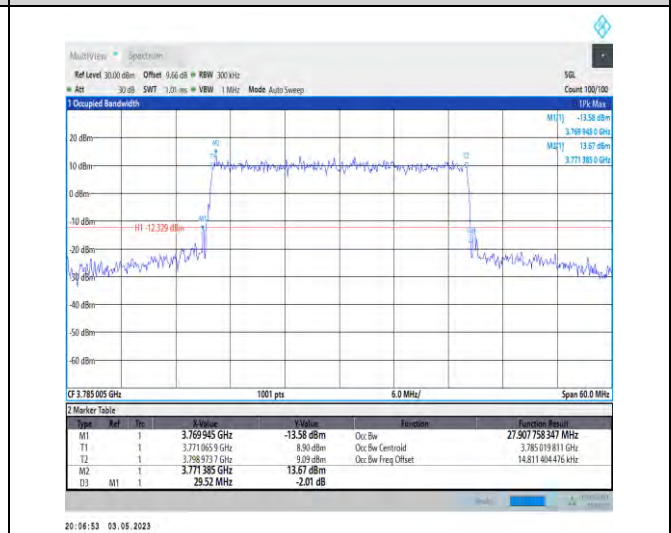 MultiView Spectrum
Ref Level 30.00 dBm Offset 9.66 dB RBW 300 kHz SGL
Att 30 dB SWT 1.01 ms VBW 1 MHz Mode Auto Sweep Count 100/100
1 Occupied Bandwidth 1Pk Max
M1[1] -13.58 dBm
3.769 945 0 GHz
M2[1] 13.67 dBm
3.771 385 0 GHz
20 dBm
M2
10 dBm
0 dBm
-10 dBm
M1
H1 -12.329 dBm
-20 dBm
-30 dBm
-40 dBm
-50 dBm
-60 dBm
CF 3.785 005 GHz 1001 pts 6.0 MHz/ Span 60.0 MHz
2 Marker Table
Type Ref Trc X-Value Y-Value Function Function Result
M1 1 3.769 945 GHz -13.58 dBm Occ Bw 27.907 758 347 MHz
T1 1 3.771 065 9 GHz 8.90 dBm Occ Bw Centroid 3.785 019 811 GHz
T2 1 3.798 973 7 GHz 9.09 dBm Occ Bw Freq Offset 14.811 404 476 kHz
M2 1 3.771 385 GHz 13.67 dBm
D3 M1 1 29.52 MHz -2.01 dB
20:06:53 03.05.2023